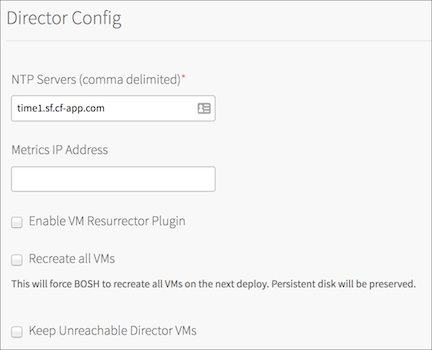 Director Config
NTP Servers (comma delimited)*
time1.sf.cf-app.com
Metrics IP Address
Enable VM Resurrector Plugin
Recreate all VMs
This will force BOSH to recreate all VMs on the next deploy. Persistent disk will be preserved.
Keep Unreachable Director VMs